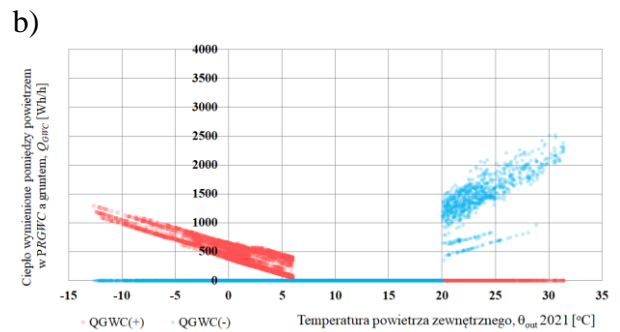 b)
Ciepło wymienione pomiędzy powietrzem
w PRGWC a gruntem, QGWC [Wh/h]
4000
3500
3000
2500
2000
1500
1000
500
0
-15 -10 -5 0 5 10 15 20 25 30 35
QGWC(+) QGWC(-) Temperatura powietrza zewnętrznego, θout 2021 [°C]